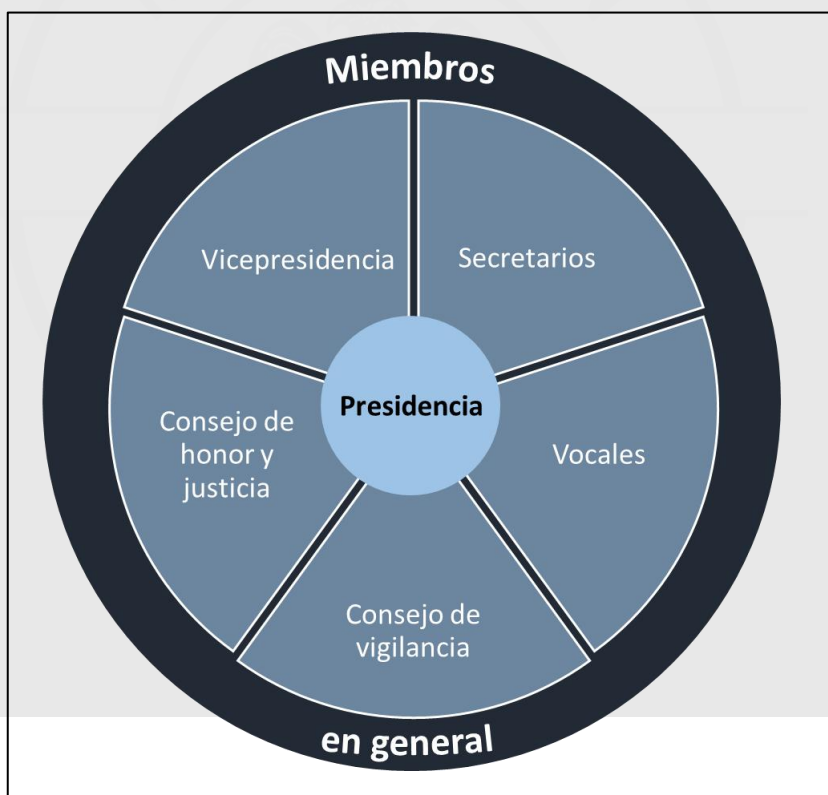 Miembros
Vicepresidencia
Secretarios
Presidencia
Consejo de
honor y
justicia
Vocales
Consejo de
vigilancia
en general